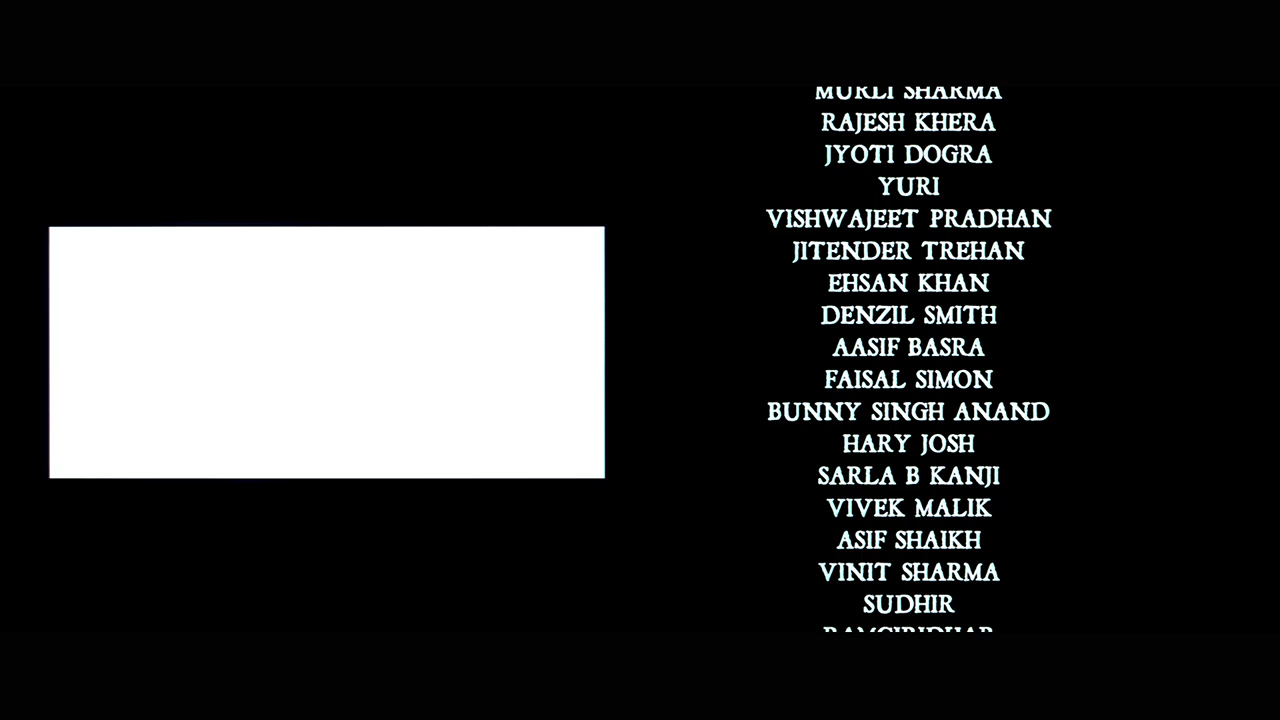 MURLI SHARMA
RAJESH KHERA
JYOTI DOGRA
YURI
VISHWAJEET PRADHAN
JITENDER TREHAN
EHSAN KHAN
DENZIL SMITH
AASIF BASRA
FAISAL SIMON
BUNNY SINGH ANAND
HARY JOSH
SARLA B KANJI
VIVEK MALIK
ASIF SHAIKH
VINIT SHARMA
SUDHIR